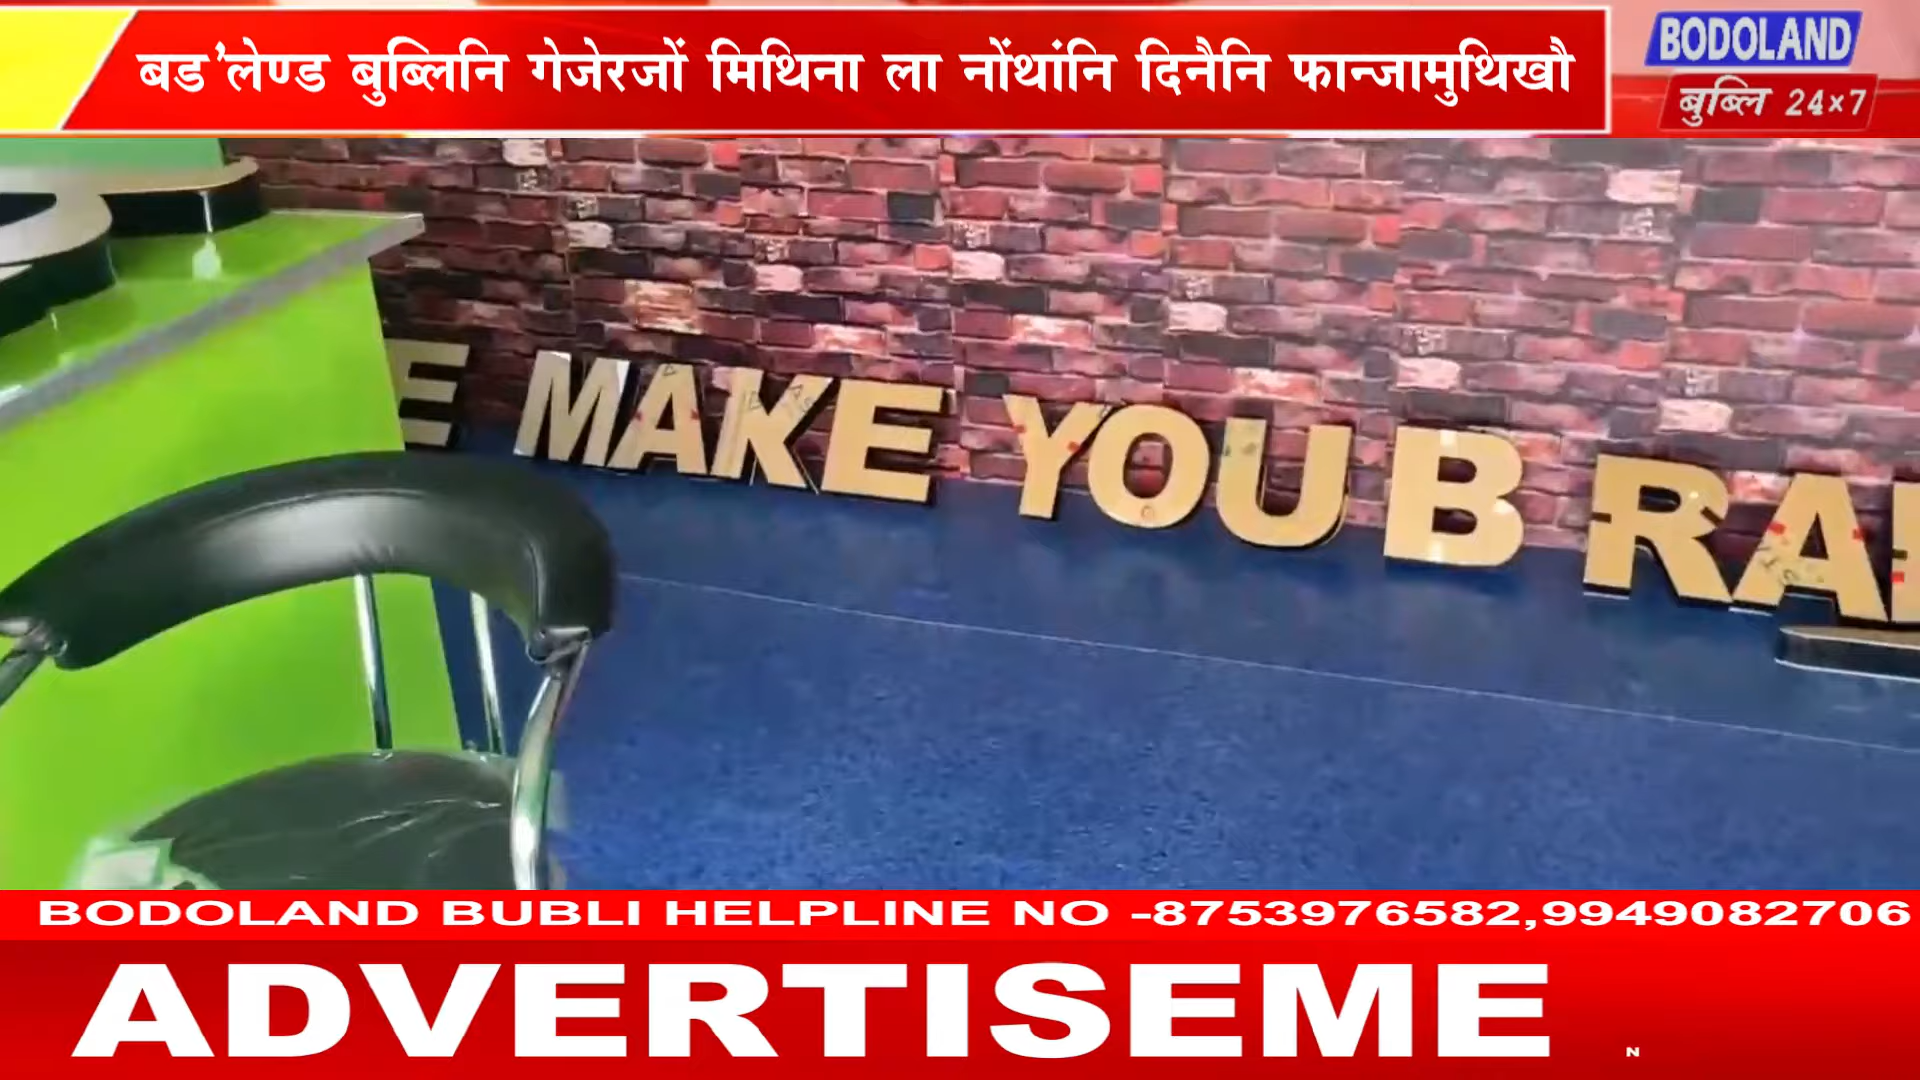 बड'लेण्ड बुब्लिनि गेजेरजों मिथिना ला नोंथांनि दिनैनि फान्जामुथिखौ
BODOLAND
बुब्लि 24×7
E MAKE YOU B RA
BODOLAND BUBLI HELPLINE NO -8753976582,9949082706
ADVERTISEME N